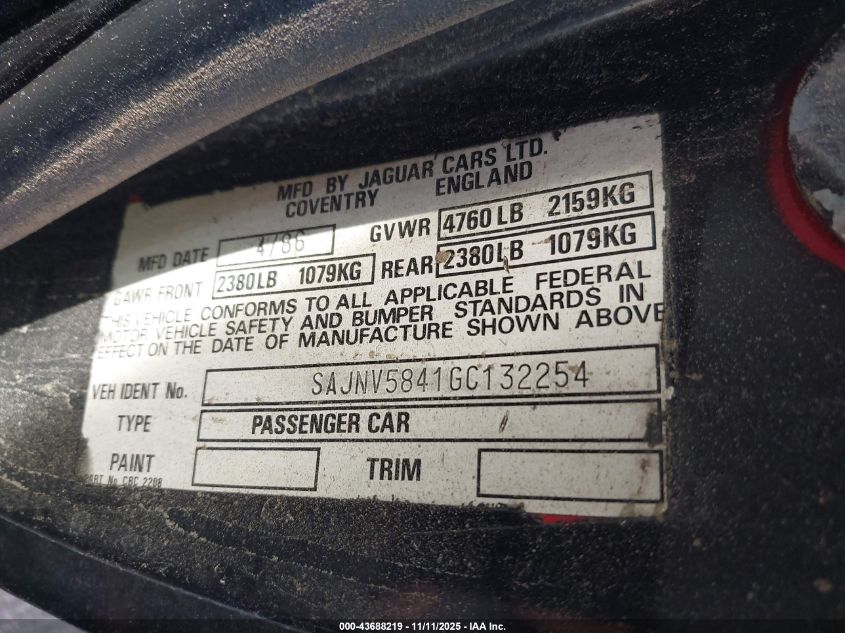 MFD BY JAGUAR CARS LTD.
COVENTRY ENGLAND
MFD DATE 4/86 GVWR 4760 LB 2159KG
GAWR FRONT 2380LB 1079KG REAR 2380LB 1079KG
THIS VEHICLE CONFORMS TO ALL APPLICABLE FEDERAL
MOTOR VEHICLE SAFETY AND BUMPER STANDARDS IN
EFFECT ON THE DATE OF MANUFACTURE SHOWN ABOVE
VEH IDENT No. SAJNV5841GC132254
TYPE PASSENGER CAR
PAINT TRIM
PART No CBC 2208
000-43688219 - 11/11/2025 - IAA Inc.